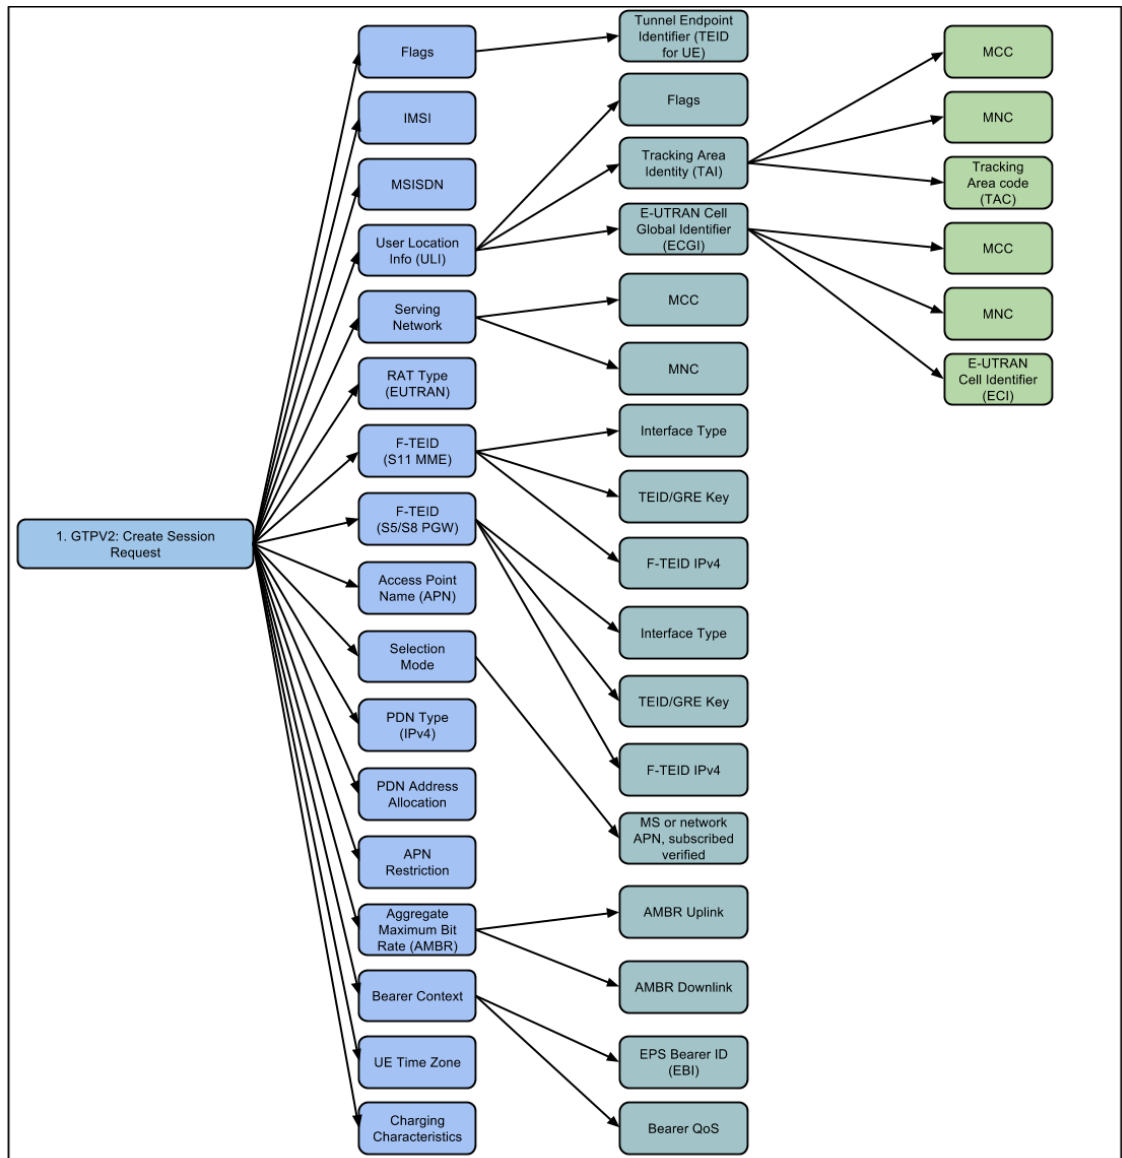 1. GTPV2: Create Session
Request
Flags
IMSI
MSISDN
User Location
Info (ULI)
Serving
Network
RAT Type
(EUTRAN)
F-TEID
(S11 MME)
F-TEID
(S5/S8 PGW)
Access Point
Name (APN)
Selection
Mode
PDN Type
(IPv4)
PDN Address
Allocation
APN
Restriction
Aggregate
Maximum Bit
Rate (AMBR)
Bearer Context
UE Time Zone
Charging
Characteristics
Tunnel Endpoint
Identifier (TEID
for UE)
Flags
Tracking Area
Identity (TAI)
E-UTRAN Cell
Global Identifier
(ECGI)
MCC
MNC
Interface Type
TEID/GRE Key
F-TEID IPv4
Interface Type
TEID/GRE Key
F-TEID IPv4
MS or network
APN, subscribed
verified
AMBR Uplink
AMBR Downlink
EPS Bearer ID
(EBI)
Bearer QoS
MCC
MNC
Tracking
Area code
(TAC)
MCC
MNC
E-UTRAN
Cell Identifier
(ECI)